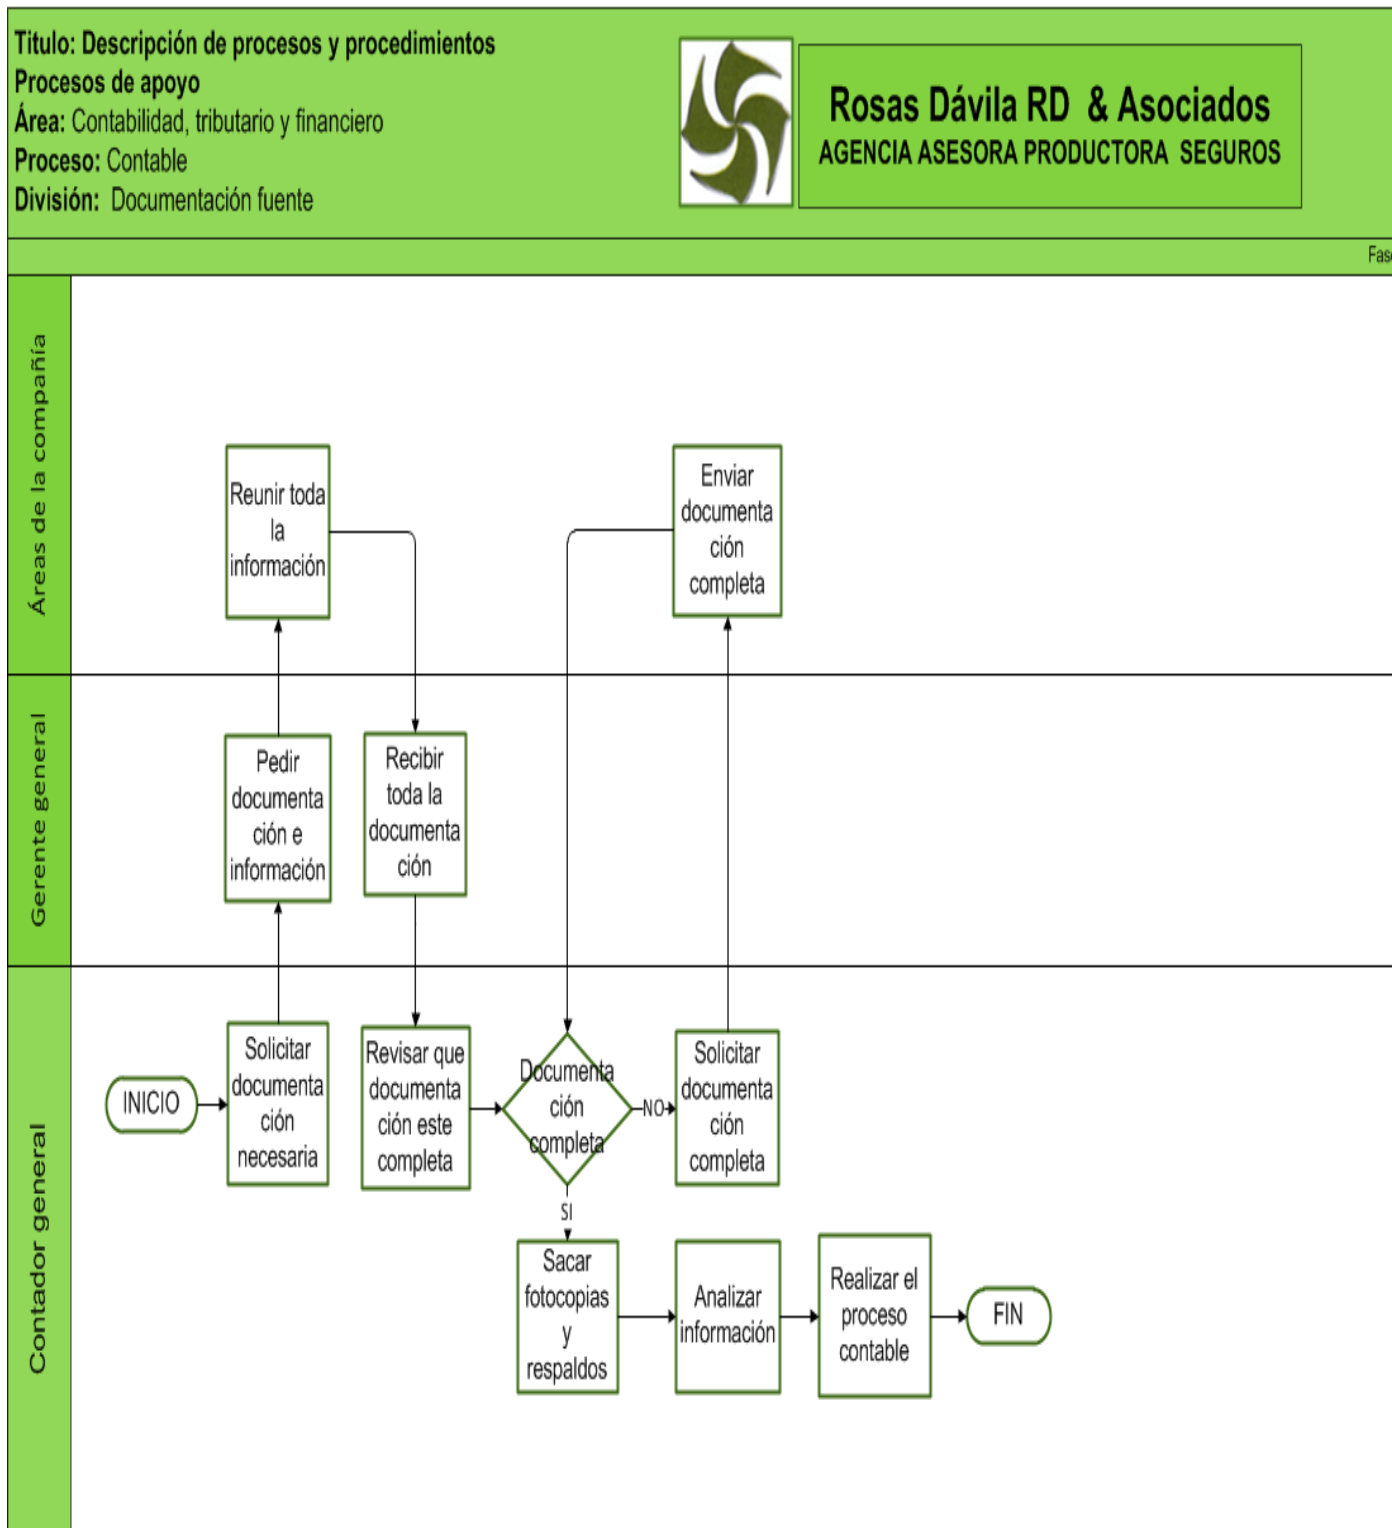 Titulo: Descripción de procesos y procedimientos
Procesos de apoyo
Área: Contabilidad, tributario y financiero
Proceso: Contable
División: Documentación fuente
Rosas Dávila RD & Asociados
AGENCIA ASESORA PRODUCTORA SEGUROS
Fase
Áreas de la compañía
Reunir toda
la
información
Enviar
documenta
ción
completa
Gerente general
Pedir
documenta
ción e
información
Recibir
toda la
documenta
ción
Contador general
INICIO
Solicitar
documenta
ción
necesaria
Revisar que
documenta
ción este
completa
Documenta
ción
completa
NO
Solicitar
documenta
ción
completa
SI
Sacar
fotocopias
y
respaldos
Analizar
información
Realizar el
proceso
contable
FIN